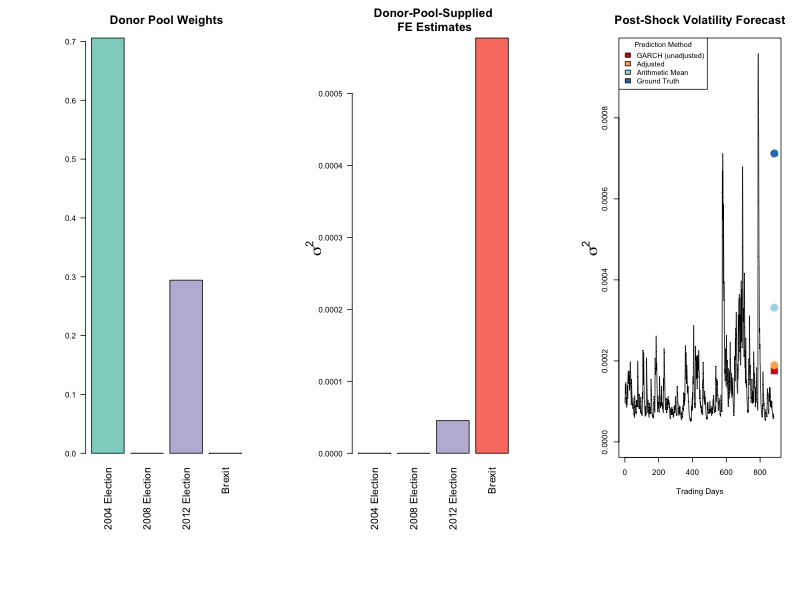 Donor Pool Weights
0.7
0.6
0.5
0.4
0.3
0.2
0.1
0.0
2004 Election
2008 Election
2012 Election
Brexit
Donor-Pool-Supplied
FE Estimates
σ²
0.0005
0.0004
0.0003
0.0002
0.0001
0.0000
2004 Election
2008 Election
2012 Election
Brexit
Post-Shock Volatility Forecast
Prediction Method
GARCH (unadjusted)
Adjusted
Arithmetic Mean
Ground Truth
σ²
0.0008
0.0006
0.0004
0.0002
0.0000
0 200 400 600 800
Trading Days